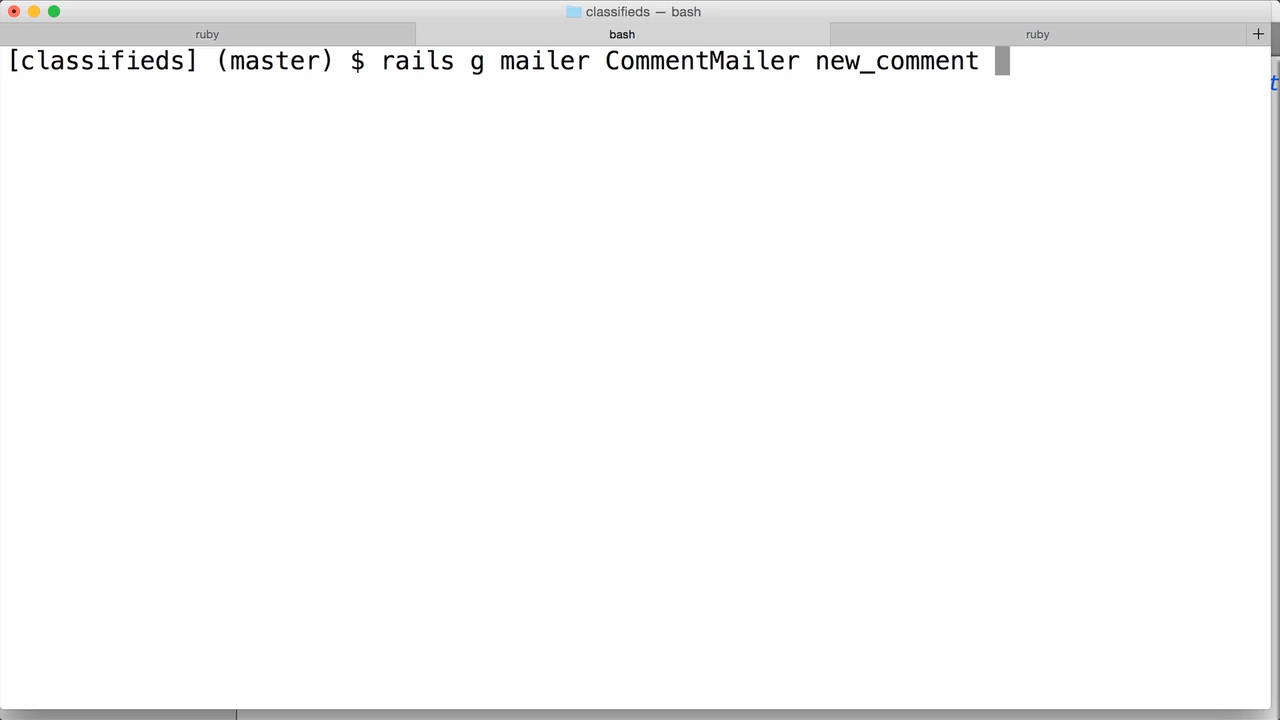 classifieds — bash
ruby
bash
ruby
+
[classifieds] (master) $ rails g mailer CommentMailer new_comment
t